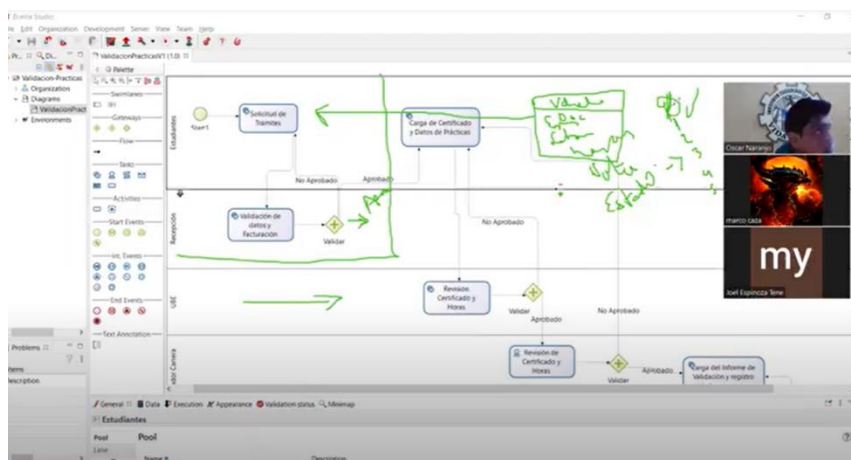 Bonita Studio
Edit Organization Development Server View Team Help
ValidacionPracticasV1 (1.0)
Palette
Validacion-Practicas
Organization
Diagrams
ValidacionPract
Environments
Swimlanes
Gateways
Flow
Tasks
Activities
Start Events
Int. Events
End Events
Text Annotation
Estudiantes
Start1
Solicitud de
Tramites
Carga de Certificado
y Datos de Prácticas
No Aprobado
Aprobado
Recepción
Validación de
datos y
Facturación
Validar
No Aprobado
UBE
Revisión
Certificado y
Horas
Validar
Aprobado
No Aprobado
Revisión de
Certificado y
Horas
Validar
Aprobado
Carga del Informe de
Validación y registro
Estado
Oscar Naranjo
marco caza
my
Joel Espinoza Tene
Problems
Items
Description
General
Data
Execution
Appearance
Validation status
Minimap
Estudiantes
Pool
Pool
Lane
Name
Description